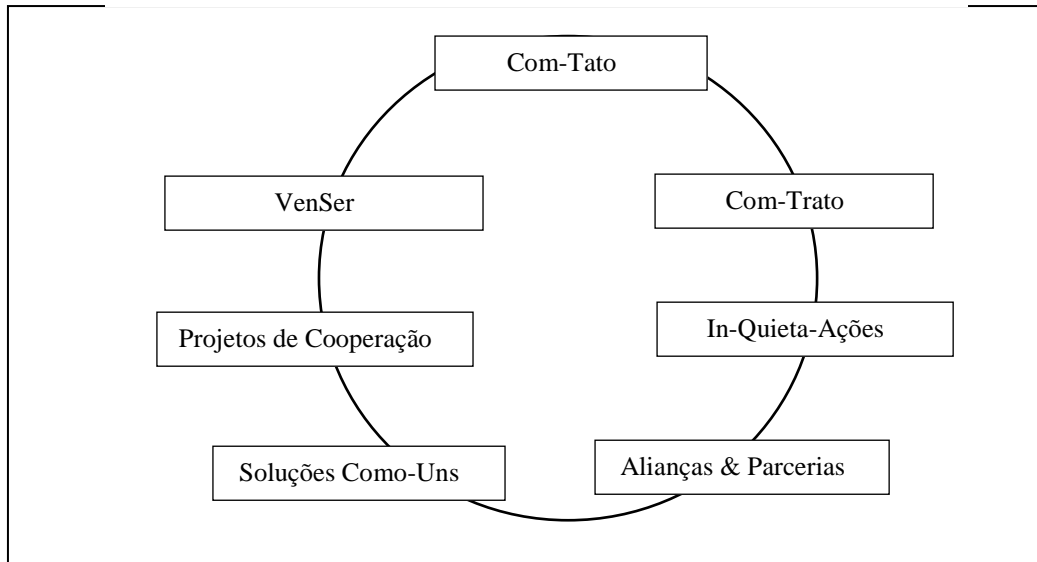 Com-Tato
VenSer
Com-Trato
Projetos de Cooperação
In-Quieta-Ações
Soluções Como-Uns
Alianças & Parcerias